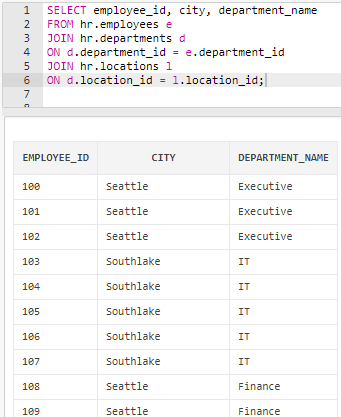 1 SELECT employee_id, city, department_name
2 FROM hr.employees e
3 JOIN hr.departments d
4 ON d.department_id = e.department_id
5 JOIN hr.locations l
6 ON d.location_id = l.location_id;
7
8
EMPLOYEE_ID CITY DEPARTMENT_NAME
100 Seattle Executive
101 Seattle Executive
102 Seattle Executive
103 Southlake IT
104 Southlake IT
105 Southlake IT
106 Southlake IT
107 Southlake IT
108 Seattle Finance
109 Seattle Finance